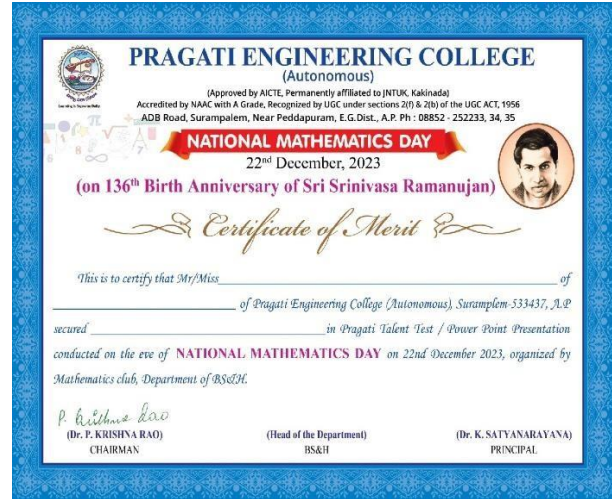 PRAGATI ENGINEERING COLLEGE
(Autonomous)
(Approved by AICTE, Permanently affiliated to JNTUK, Kakinada)
Accredited by NAAC with A Grade, Recognized by UGC under sections 2(f) & 2(b) of the UGC ACT, 1956
ADB Road, Surampalem, Near Peddapuram, E.G.Dist., A.P. Ph : 08852 - 252233, 34, 35
NATIONAL MATHEMATICS DAY
22nd December, 2023
(on 136th Birth Anniversary of Sri Srinivasa Ramanujan)
Certificate of Merit
This is to certify that Mr/Miss of
of Pragati Engineering College (Autonomous), Suramplem-533437, A.P
secured in Pragati Talent Test / Power Point Presentation
conducted on the eve of NATIONAL MATHEMATICS DAY on 22nd December 2023, organized by
Mathematics club, Department of BS&H.
P. Krishna Rao
(Dr. P. KRISHNA RAO) (Head of the Department) (Dr. K. SATYANARAYANA)
CHAIRMAN BS&H PRINCIPAL